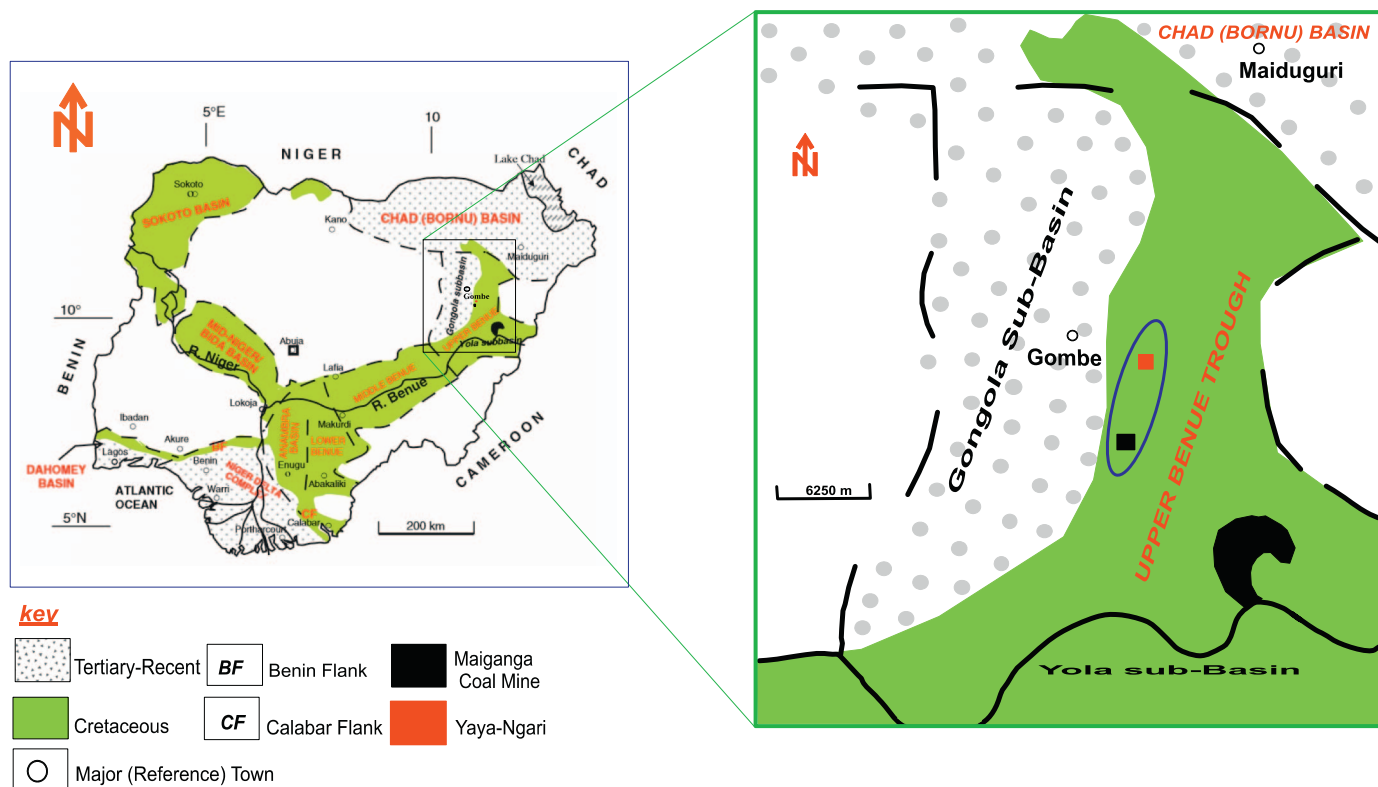 N
5°E
10
NIGER
CHAD
Lake Chad
Sokoto
SOKOTO BASIN
Kano
CHAD (BORNU) BASIN
Maiduguri
Gongola subbasin
Gombe
10°
MID-NIGER/
BIDA BASIN
R. Niger
Abuja
UPPER BENUE
Yola subbasin
BENIN
Lafia
MIDDLE BENUE
R. Benue
Lokoja
Makurdi
Ibadan
Akure
BF
ANAMBRA
BASIN
LOWER
BENUE
CAMEROON
Lagos
Benin
DAHOMEY
BASIN
NIGER DELTA
COMPLEX
Enugu
Abakaliki
ATLANTIC
OCEAN
Warri
CF
Calabar
5°N
Portharcourt
200 km
CHAD (BORNU) BASIN
Maiduguri
N
Gongola Sub-Basin
Gombe
UPPER BENUE TROUGH
6250 m
Yola sub-Basin
key
Tertiary-Recent
BF
Benin Flank
Maiganga
Coal Mine
Cretaceous
CF
Calabar Flank
Yaya-Ngari
Major (Reference) Town